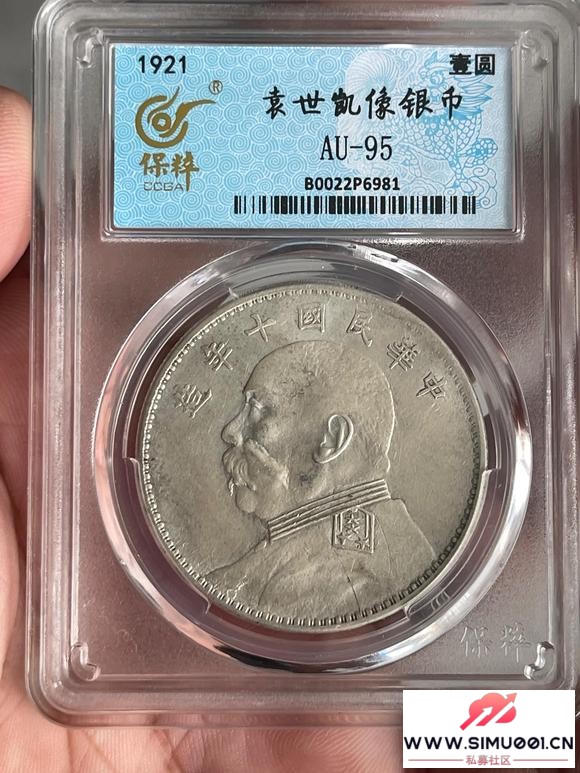 1921
壹圆
®
袁世凯像银币
保粹
CCGA
AU-95
B0022P6981
中華民國十年造
保粹
WWW.SIMU001.CN
私募社区